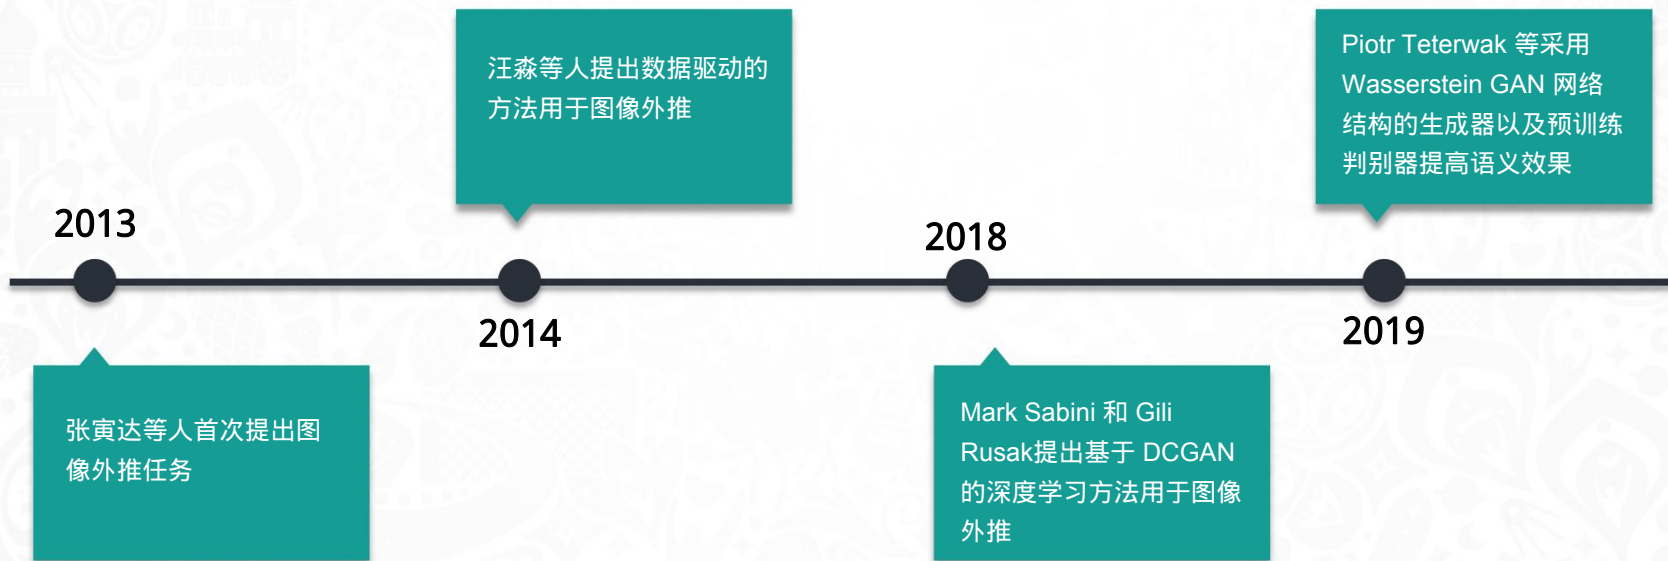 2013
张寅达等人首次提出图
像外推任务
汪淼等人提出数据驱动的
方法用于图像外推
2014
2018
Mark Sabini 和 Gili
Rusak提出基于 DCGAN
的深度学习方法用于图像
外推
Piotr Teterwak 等采用
Wasserstein GAN 网络
结构的生成器以及预训练
判别器提高语义效果
2019